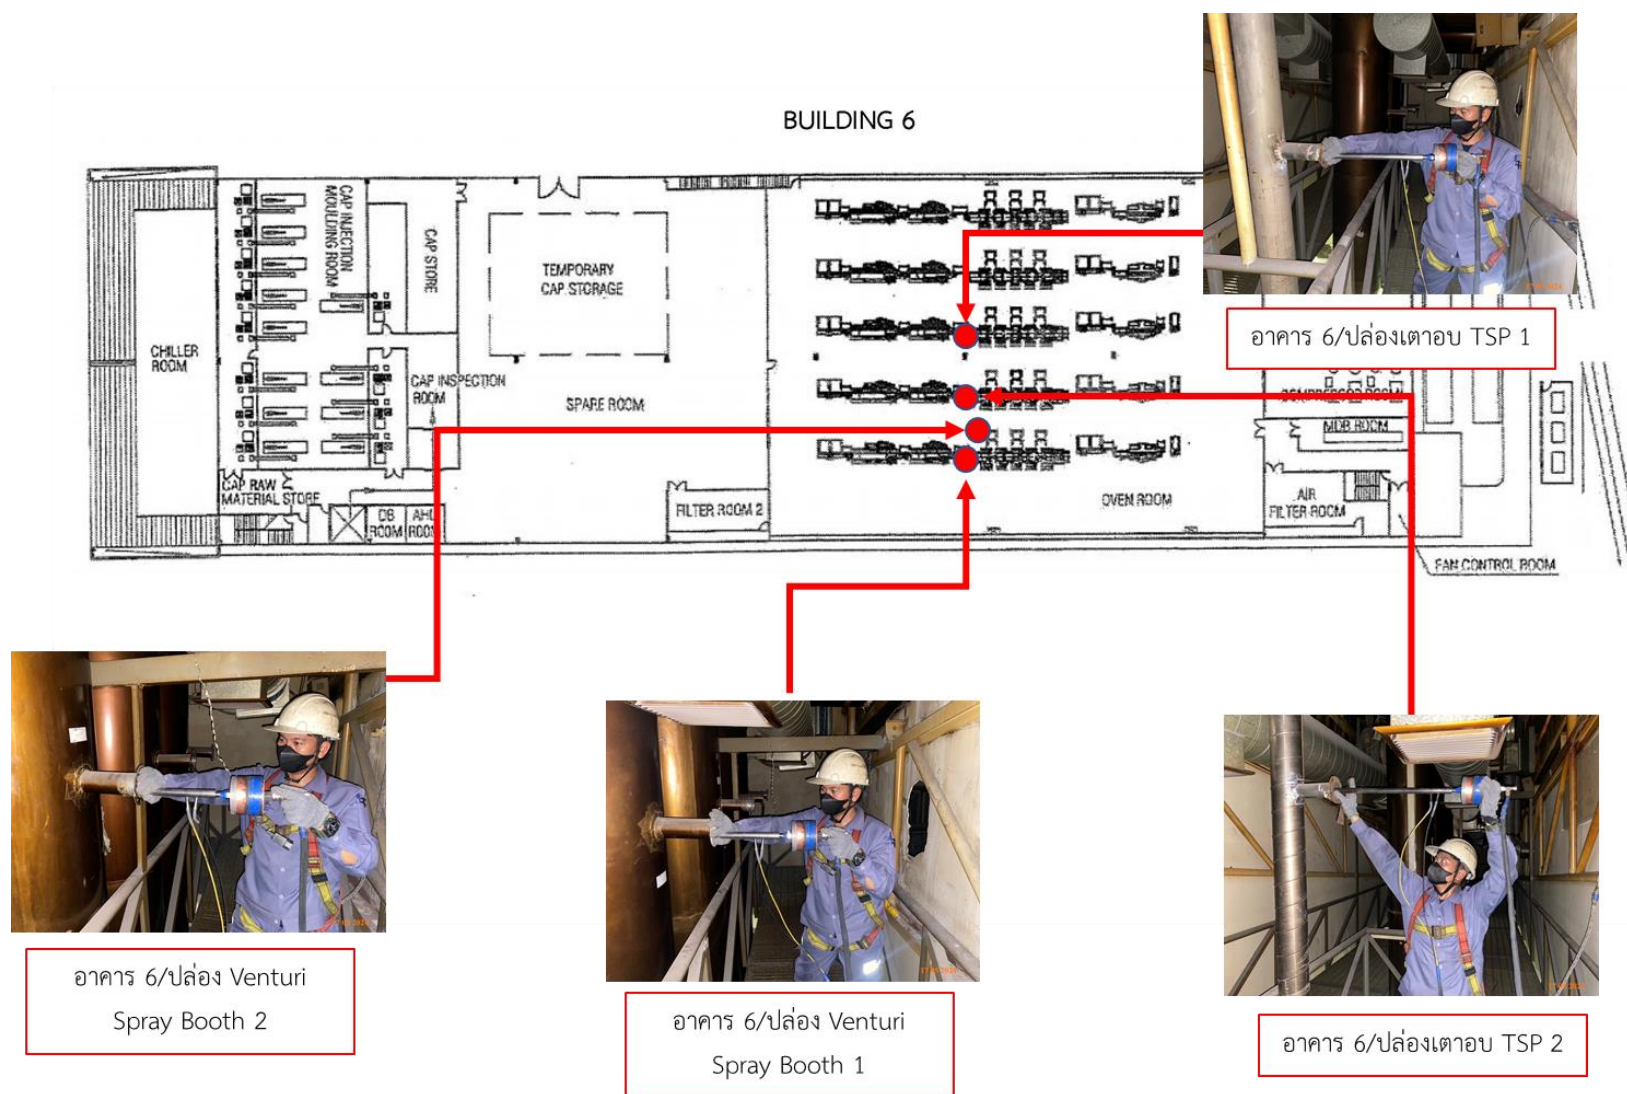 BUILDING 6
CAP INJECTION
MOULDING ROOM
CAP STORE
TEMPORARY
CAP STORAGE
CHILLER
ROOM
CAP INSPECTION
ROOM
SPARE ROOM
CAP RAW
MATERIAL STORE
DB
ROOM
AHU
ROOM
FILTER ROOM 2
OVEN ROOM
COMPRESSOR ROOM
MDB ROOM
AIR
FILTER ROOM
FAN CONTROL ROOM
อาคาร 6/ปล่องเตาอบ TSP 1
อาคาร 6/ปล่อง Venturi
Spray Booth 2
อาคาร 6/ปล่อง Venturi
Spray Booth 1
อาคาร 6/ปล่องเตาอบ TSP 2